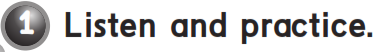 1 Listen and practice.